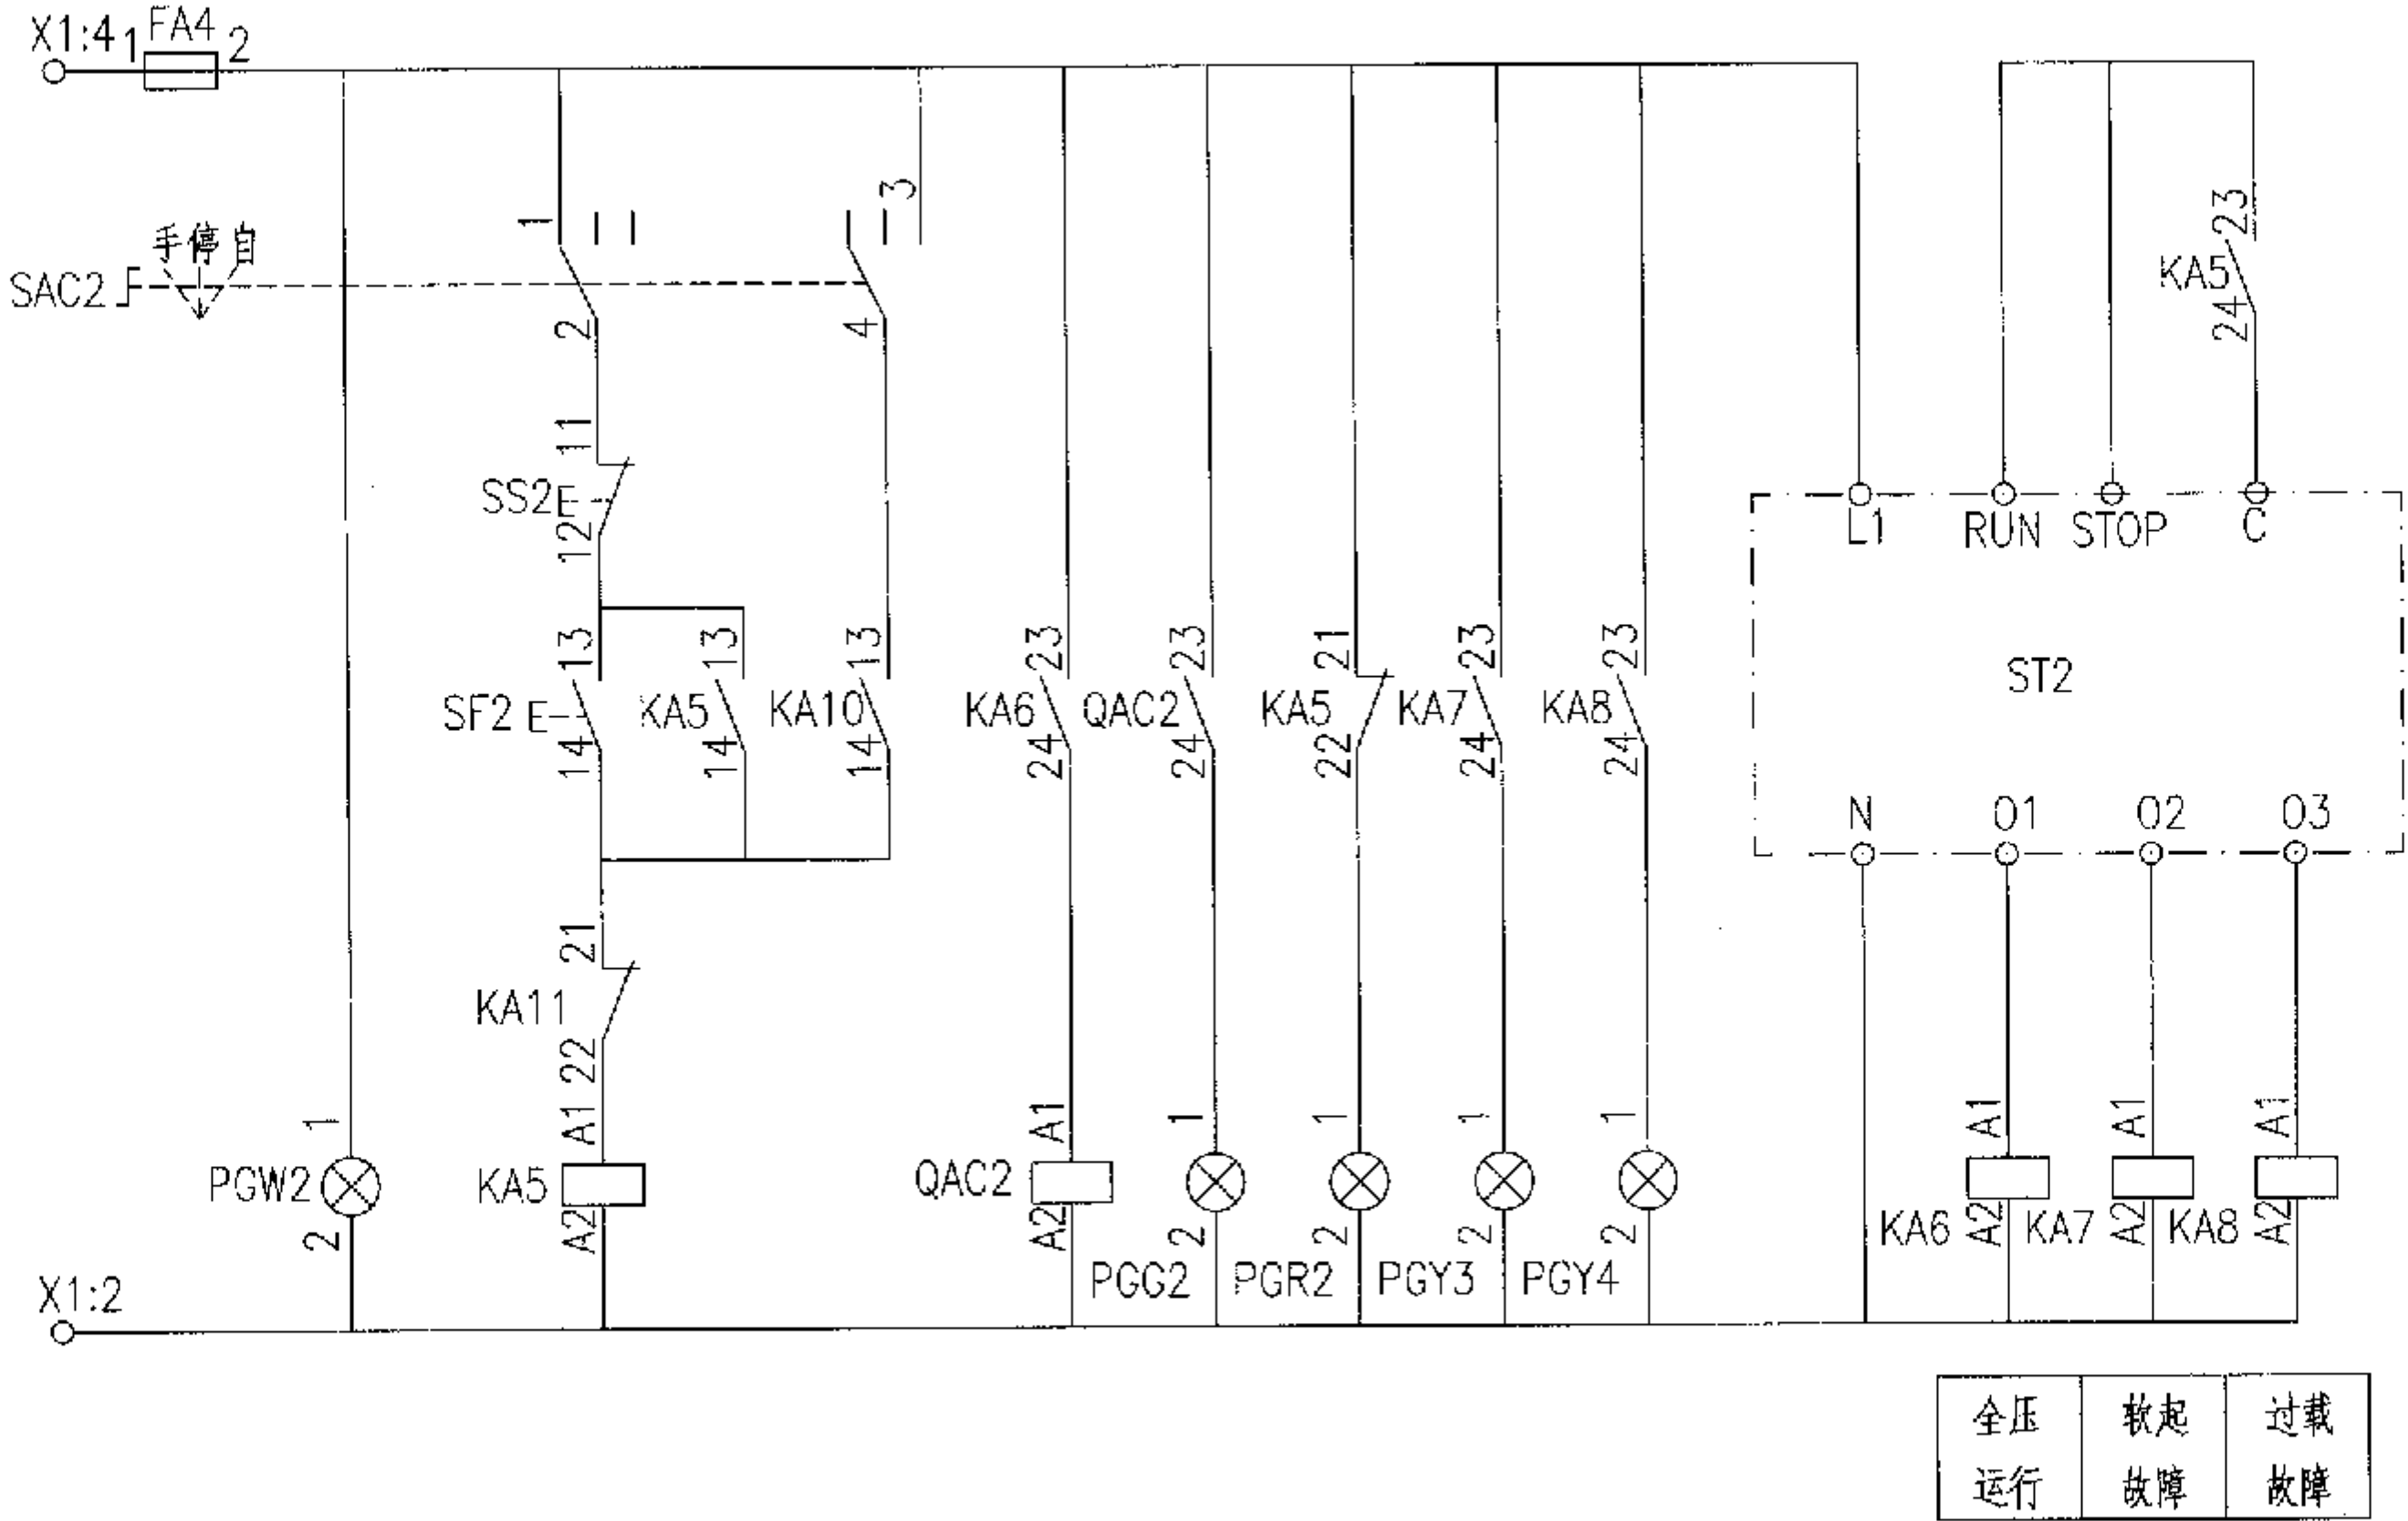 X1:4
1
FA4
2
SAC2
手停自
1
2
3
4
11
SS2
12
13
SF2
14
13
KA5
14
13
KA10
14
21
KA11
22
A1
KA5
A2
1
PGW2
2
X1:2
23
KA6
24
A1
QAC2
A2
23
QAC2
24
1
2
PGG2
21
KA5
22
1
2
PGR2
23
KA7
24
1
2
PGY3
23
KA8
24
1
2
PGY4
23
KA5
24
L1
RUN
STOP
C
ST2
N
O1
O2
O3
A1
KA6
A2
A1
KA7
A2
A1
KA8
A2
全压
运行
软起
故障
过载
故障